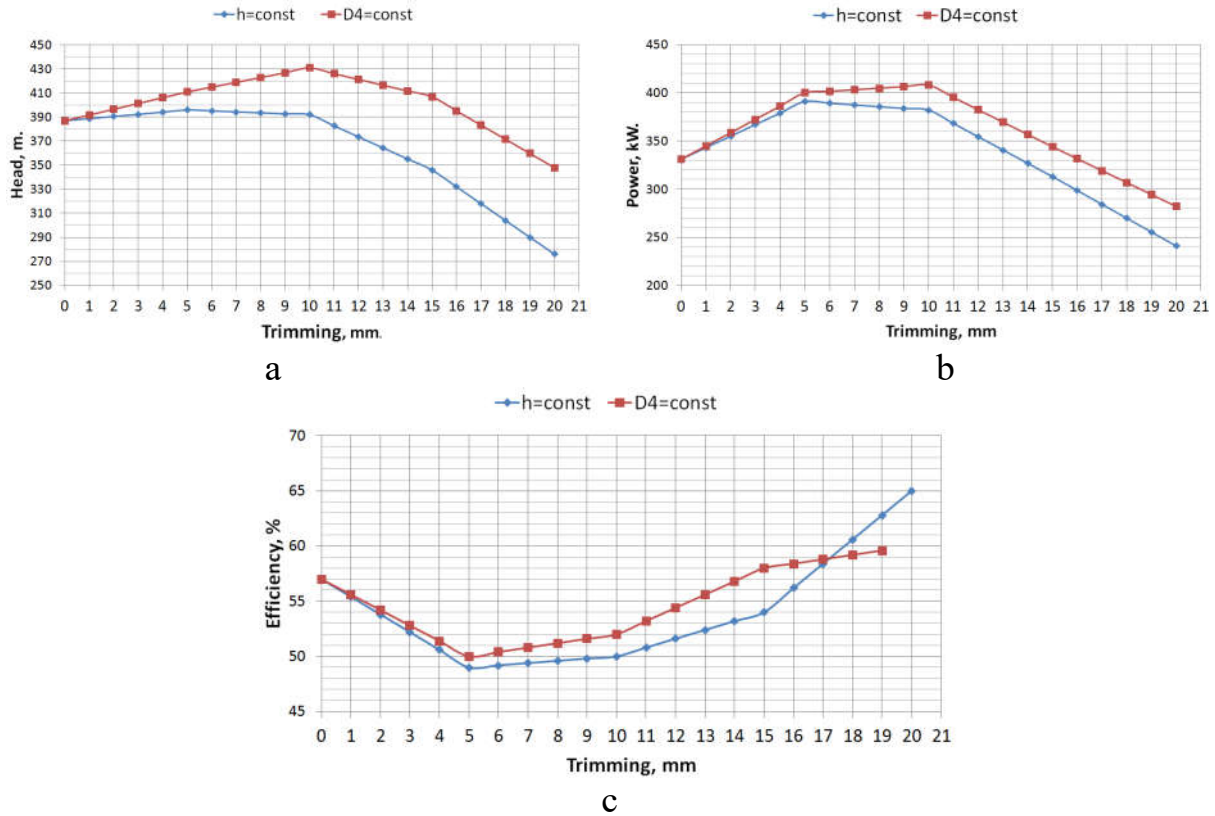 h=const D4=const
450
430
410
390
370
350
330
310
290
270
250
Head, m.
0 1 2 3 4 5 6 7 8 9 10 11 12 13 14 15 16 17 18 19 20 21
Trimming, mm.
a
h=const D4=const
450
400
350
300
250
200
Power, kW.
0 1 2 3 4 5 6 7 8 9 10 11 12 13 14 15 16 17 18 19 20 21
Trimming, mm
b
h=const D4=const
70
65
60
55
50
45
Efficiency, %
0 1 2 3 4 5 6 7 8 9 10 11 12 13 14 15 16 17 18 19 20 21
Trimming, mm
c